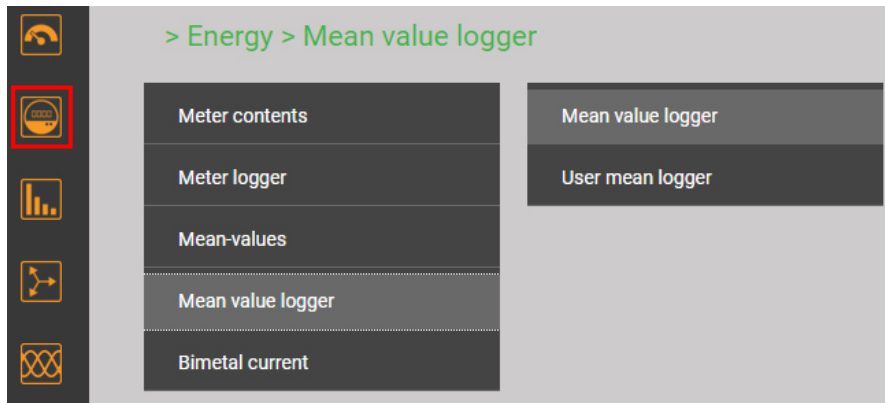 > Energy > Mean value logger
Meter contents
Meter logger
Mean-values
Mean value logger
Bimetal current
Mean value logger
User mean logger